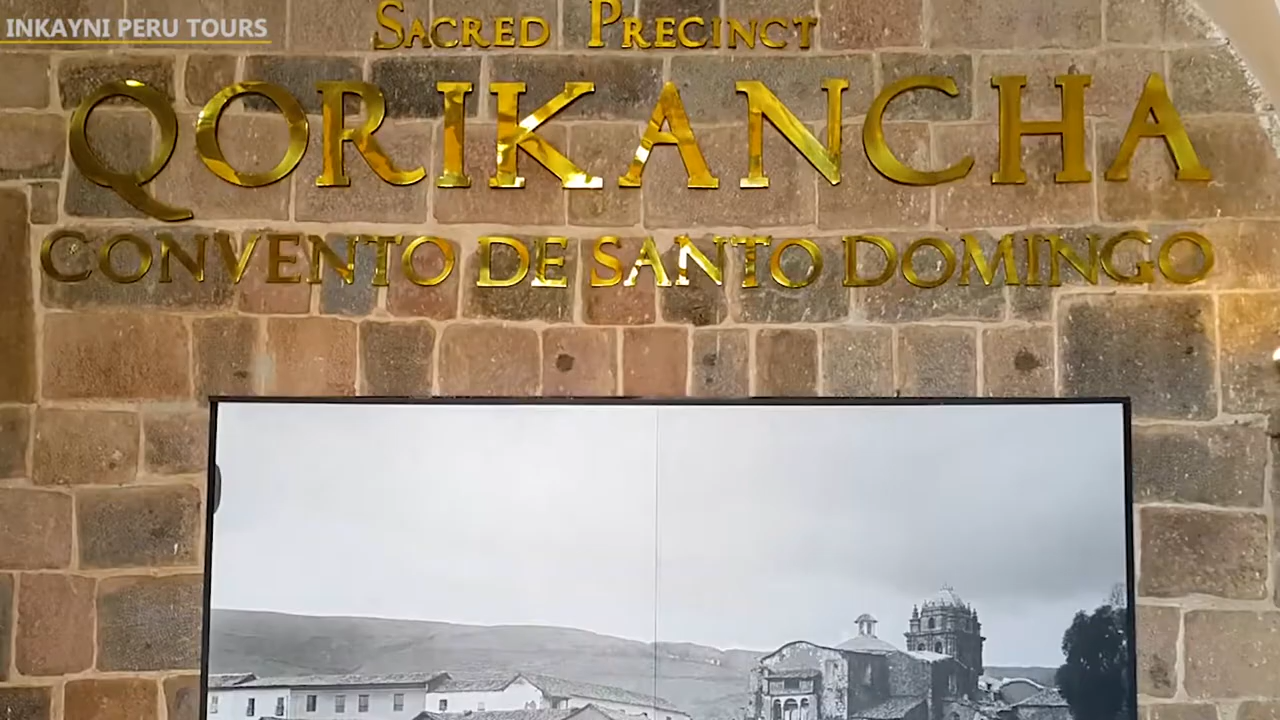 INKAYNI PERU TOURS
SACRED PRECINCT
QORIKANCHA
CONVENTO DE SANTO DOMINGO